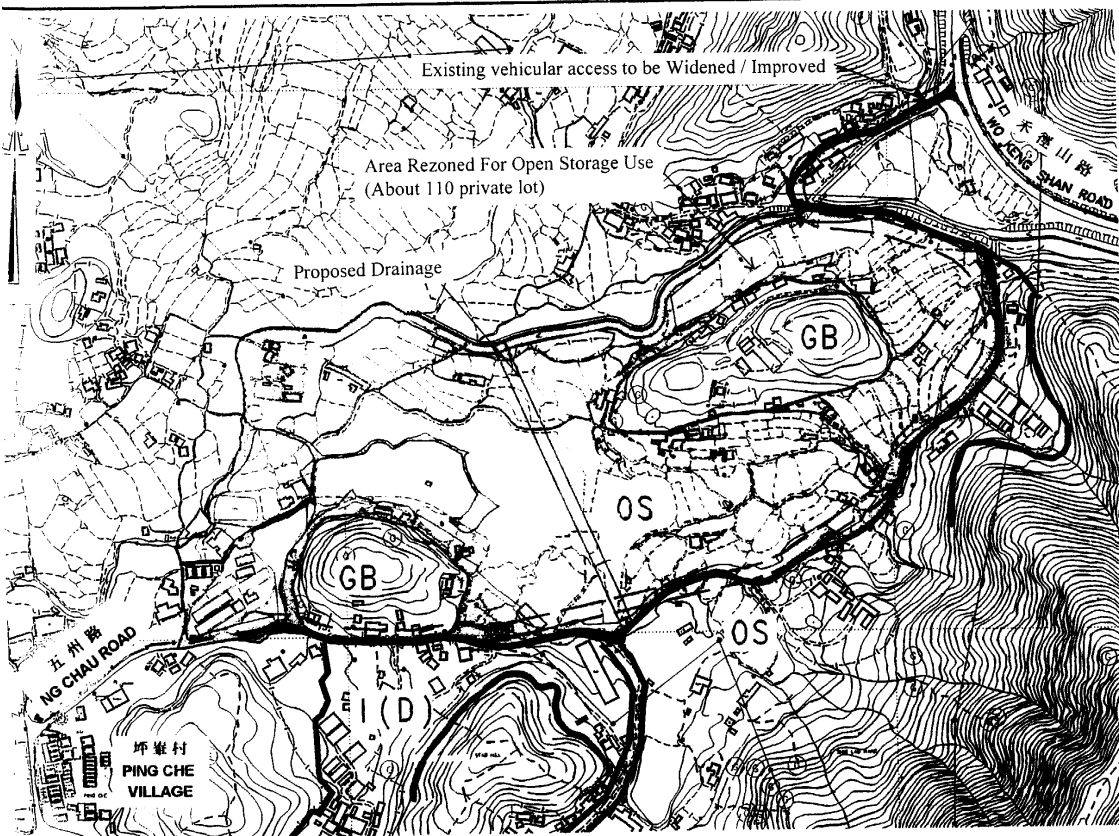 Existing vehicular access to be Widened / Improved
禾徑山路
WO KENG SHAN ROAD
Area Rezoned For Open Storage Use
(About 110 private lot)
Proposed Drainage
GB
OS
GB
OS
五州路
NG CHAU ROAD
I(D)
坪輋村
PING CHE
VILLAGE